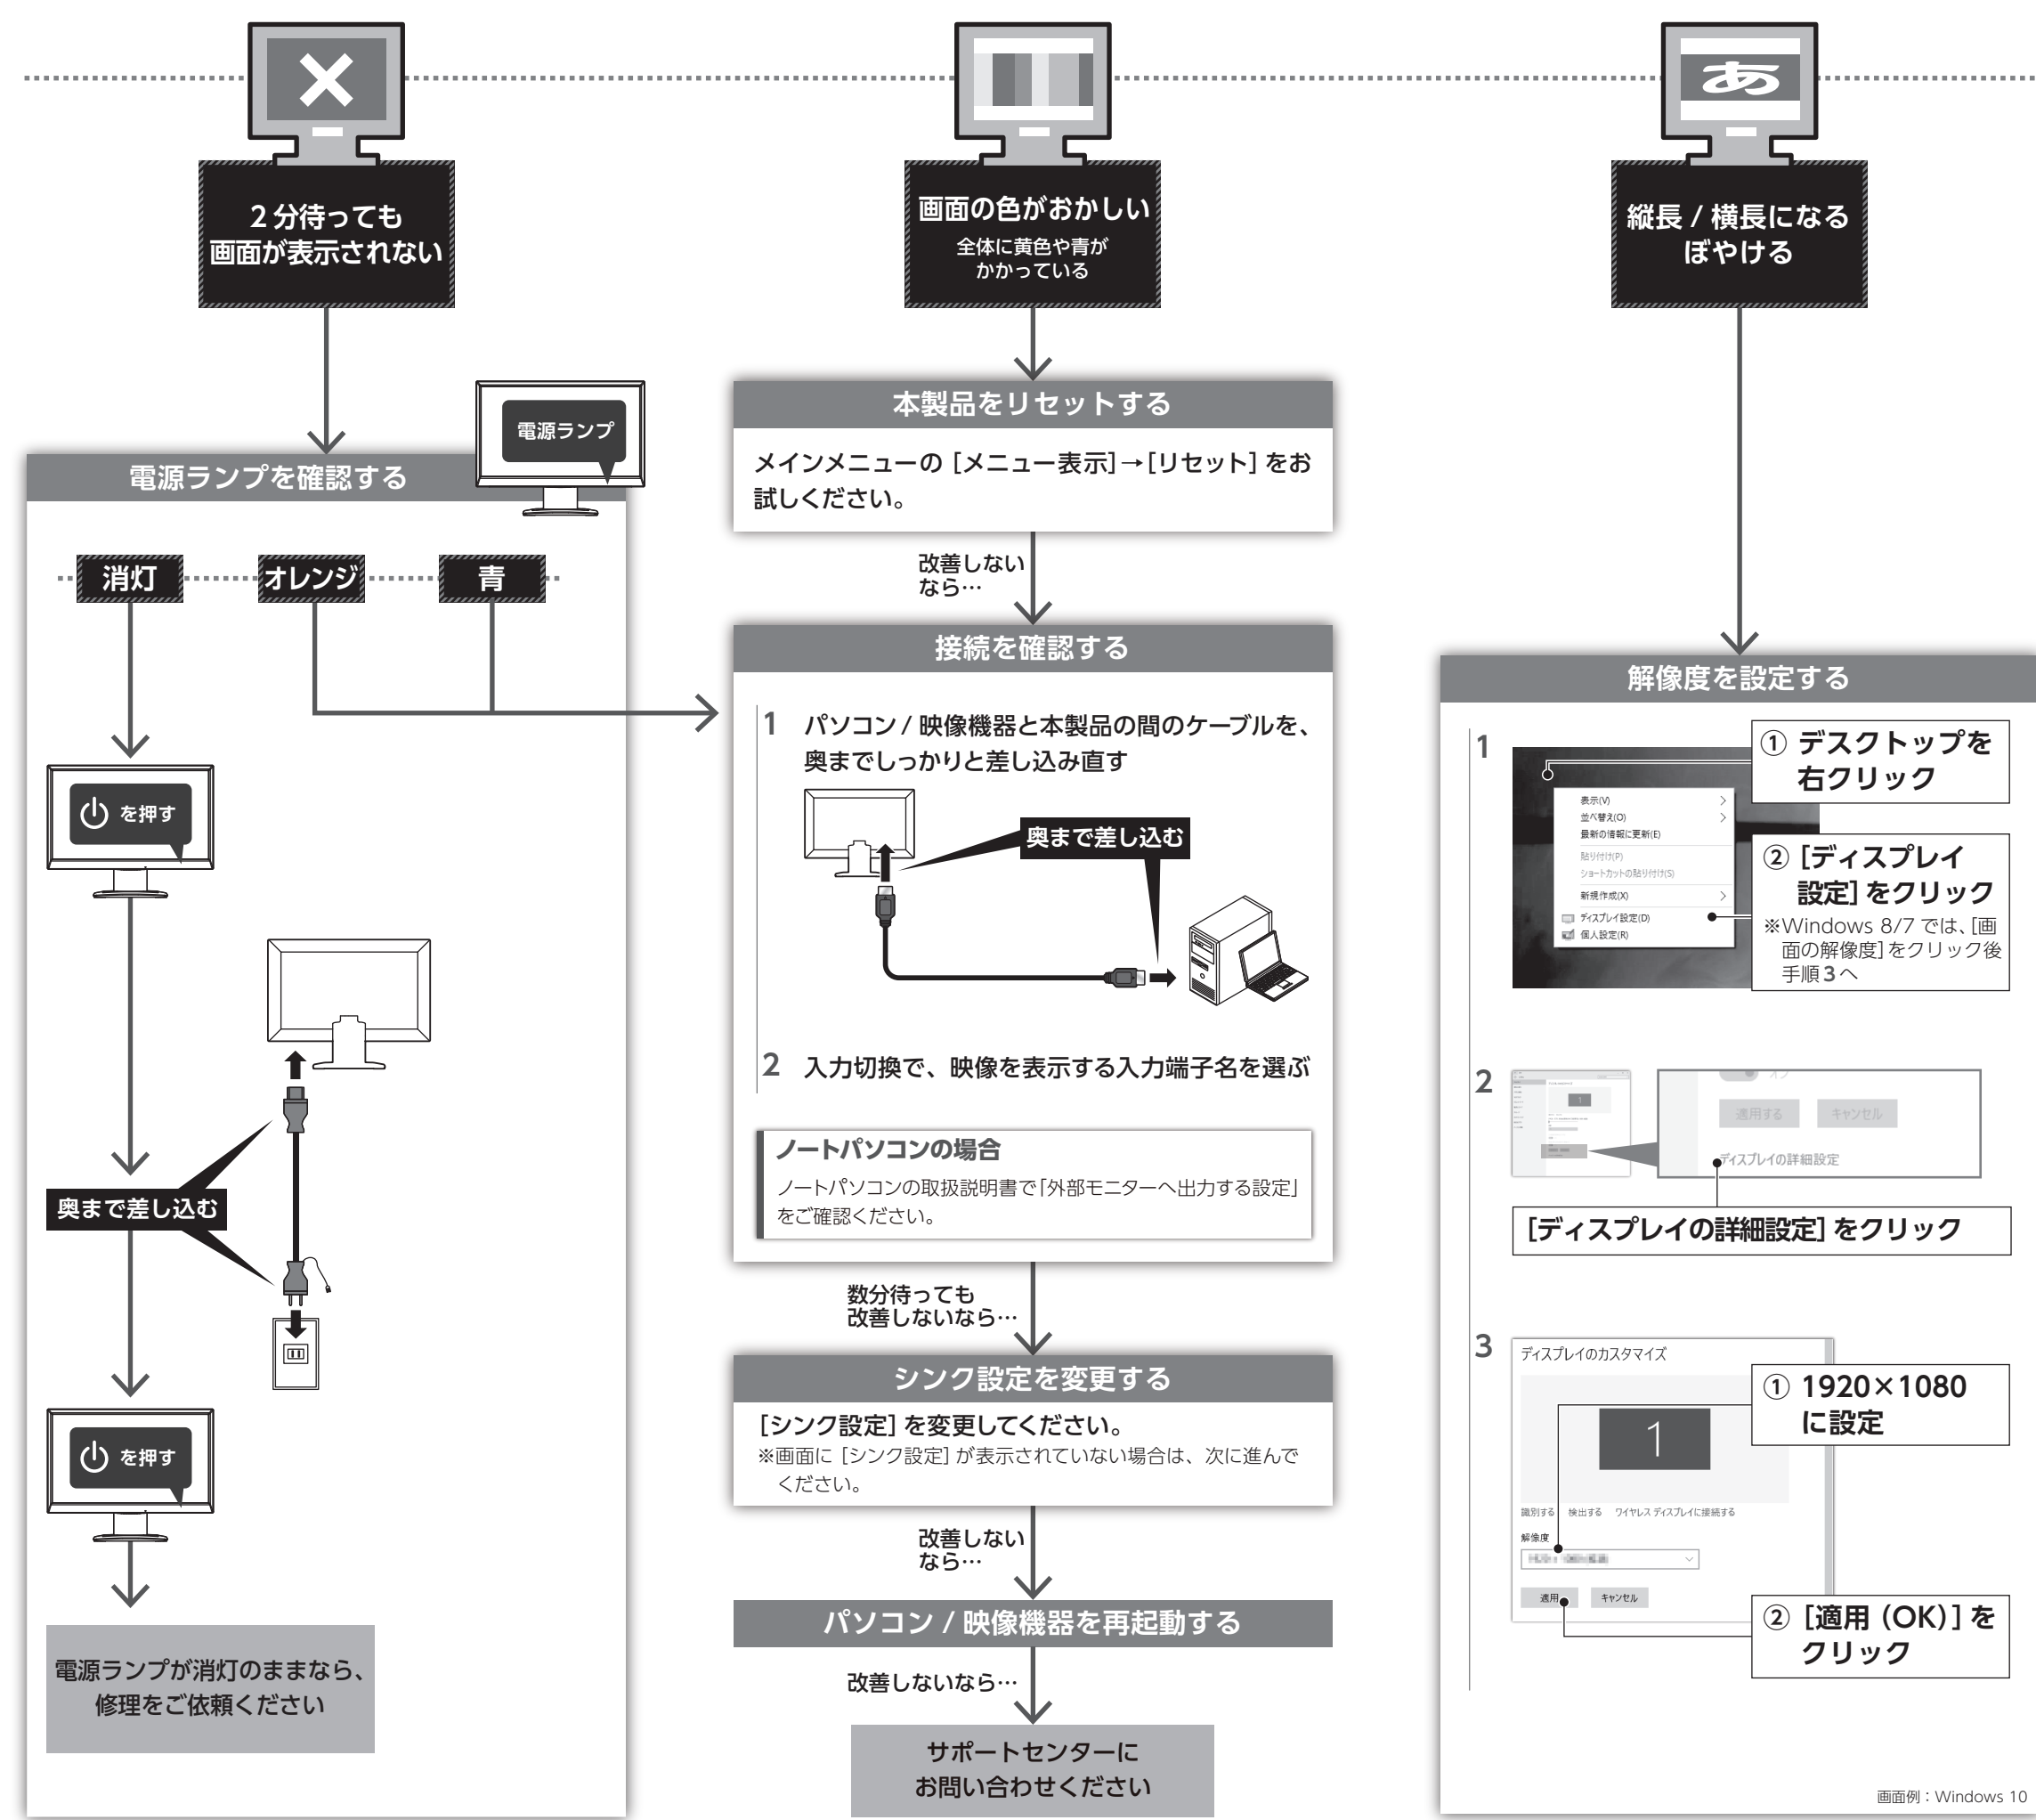 2分待っても
画面が表示されない
電源ランプ
電源ランプを確認する
消灯
オレンジ
青
を押す
奥まで差し込む
を押す
電源ランプが消灯のままなら、
修理をご依頼ください
画面の色がおかしい
全体に黄色や青が
かかっている
本製品をリセットする
メインメニューの［メニュー表示］→［リセット］をお
試しください。
改善しない
なら…
接続を確認する
1 パソコン / 映像機器と本製品の間のケーブルを、
奥までしっかりと差し込み直す
奥まで差し込む
2 入力切換で、映像を表示する入力端子名を選ぶ
ノートパソコンの場合
ノートパソコンの取扱説明書で「外部モニターへ出力する設定」
をご確認ください。
数分待っても
改善しないなら…
シンク設定を変更する
［シンク設定］を変更してください。
※画面に［シンク設定］が表示されていない場合は、次に進んで
ください。
改善しない
なら…
パソコン / 映像機器を再起動する
改善しないなら…
サポートセンターに
お問い合わせください
あ
縦長 / 横長になる
ぼやける
解像度を設定する
1
① デスクトップを
右クリック
表示(V)
並べ替え(O)
最新の情報に更新(E)
貼り付け(P)
ショートカットの貼り付け(S)
新規作成(X)
ディスプレイ設定(D)
個人設定(R)
② ［ディスプレイ
設定］をクリック
※Windows 8/7 では、［画
面の解像度］をクリック後
手順3へ
2
1
オフ
適用する
キャンセル
ディスプレイの詳細設定
［ディスプレイの詳細設定］をクリック
3
ディスプレイのカスタマイズ
1
① 1920×1080
に設定
識別する 検出する ワイヤレス ディスプレイに接続する
解像度
適用
キャンセル
② ［適用（OK）］を
クリック
画面例：Windows 10